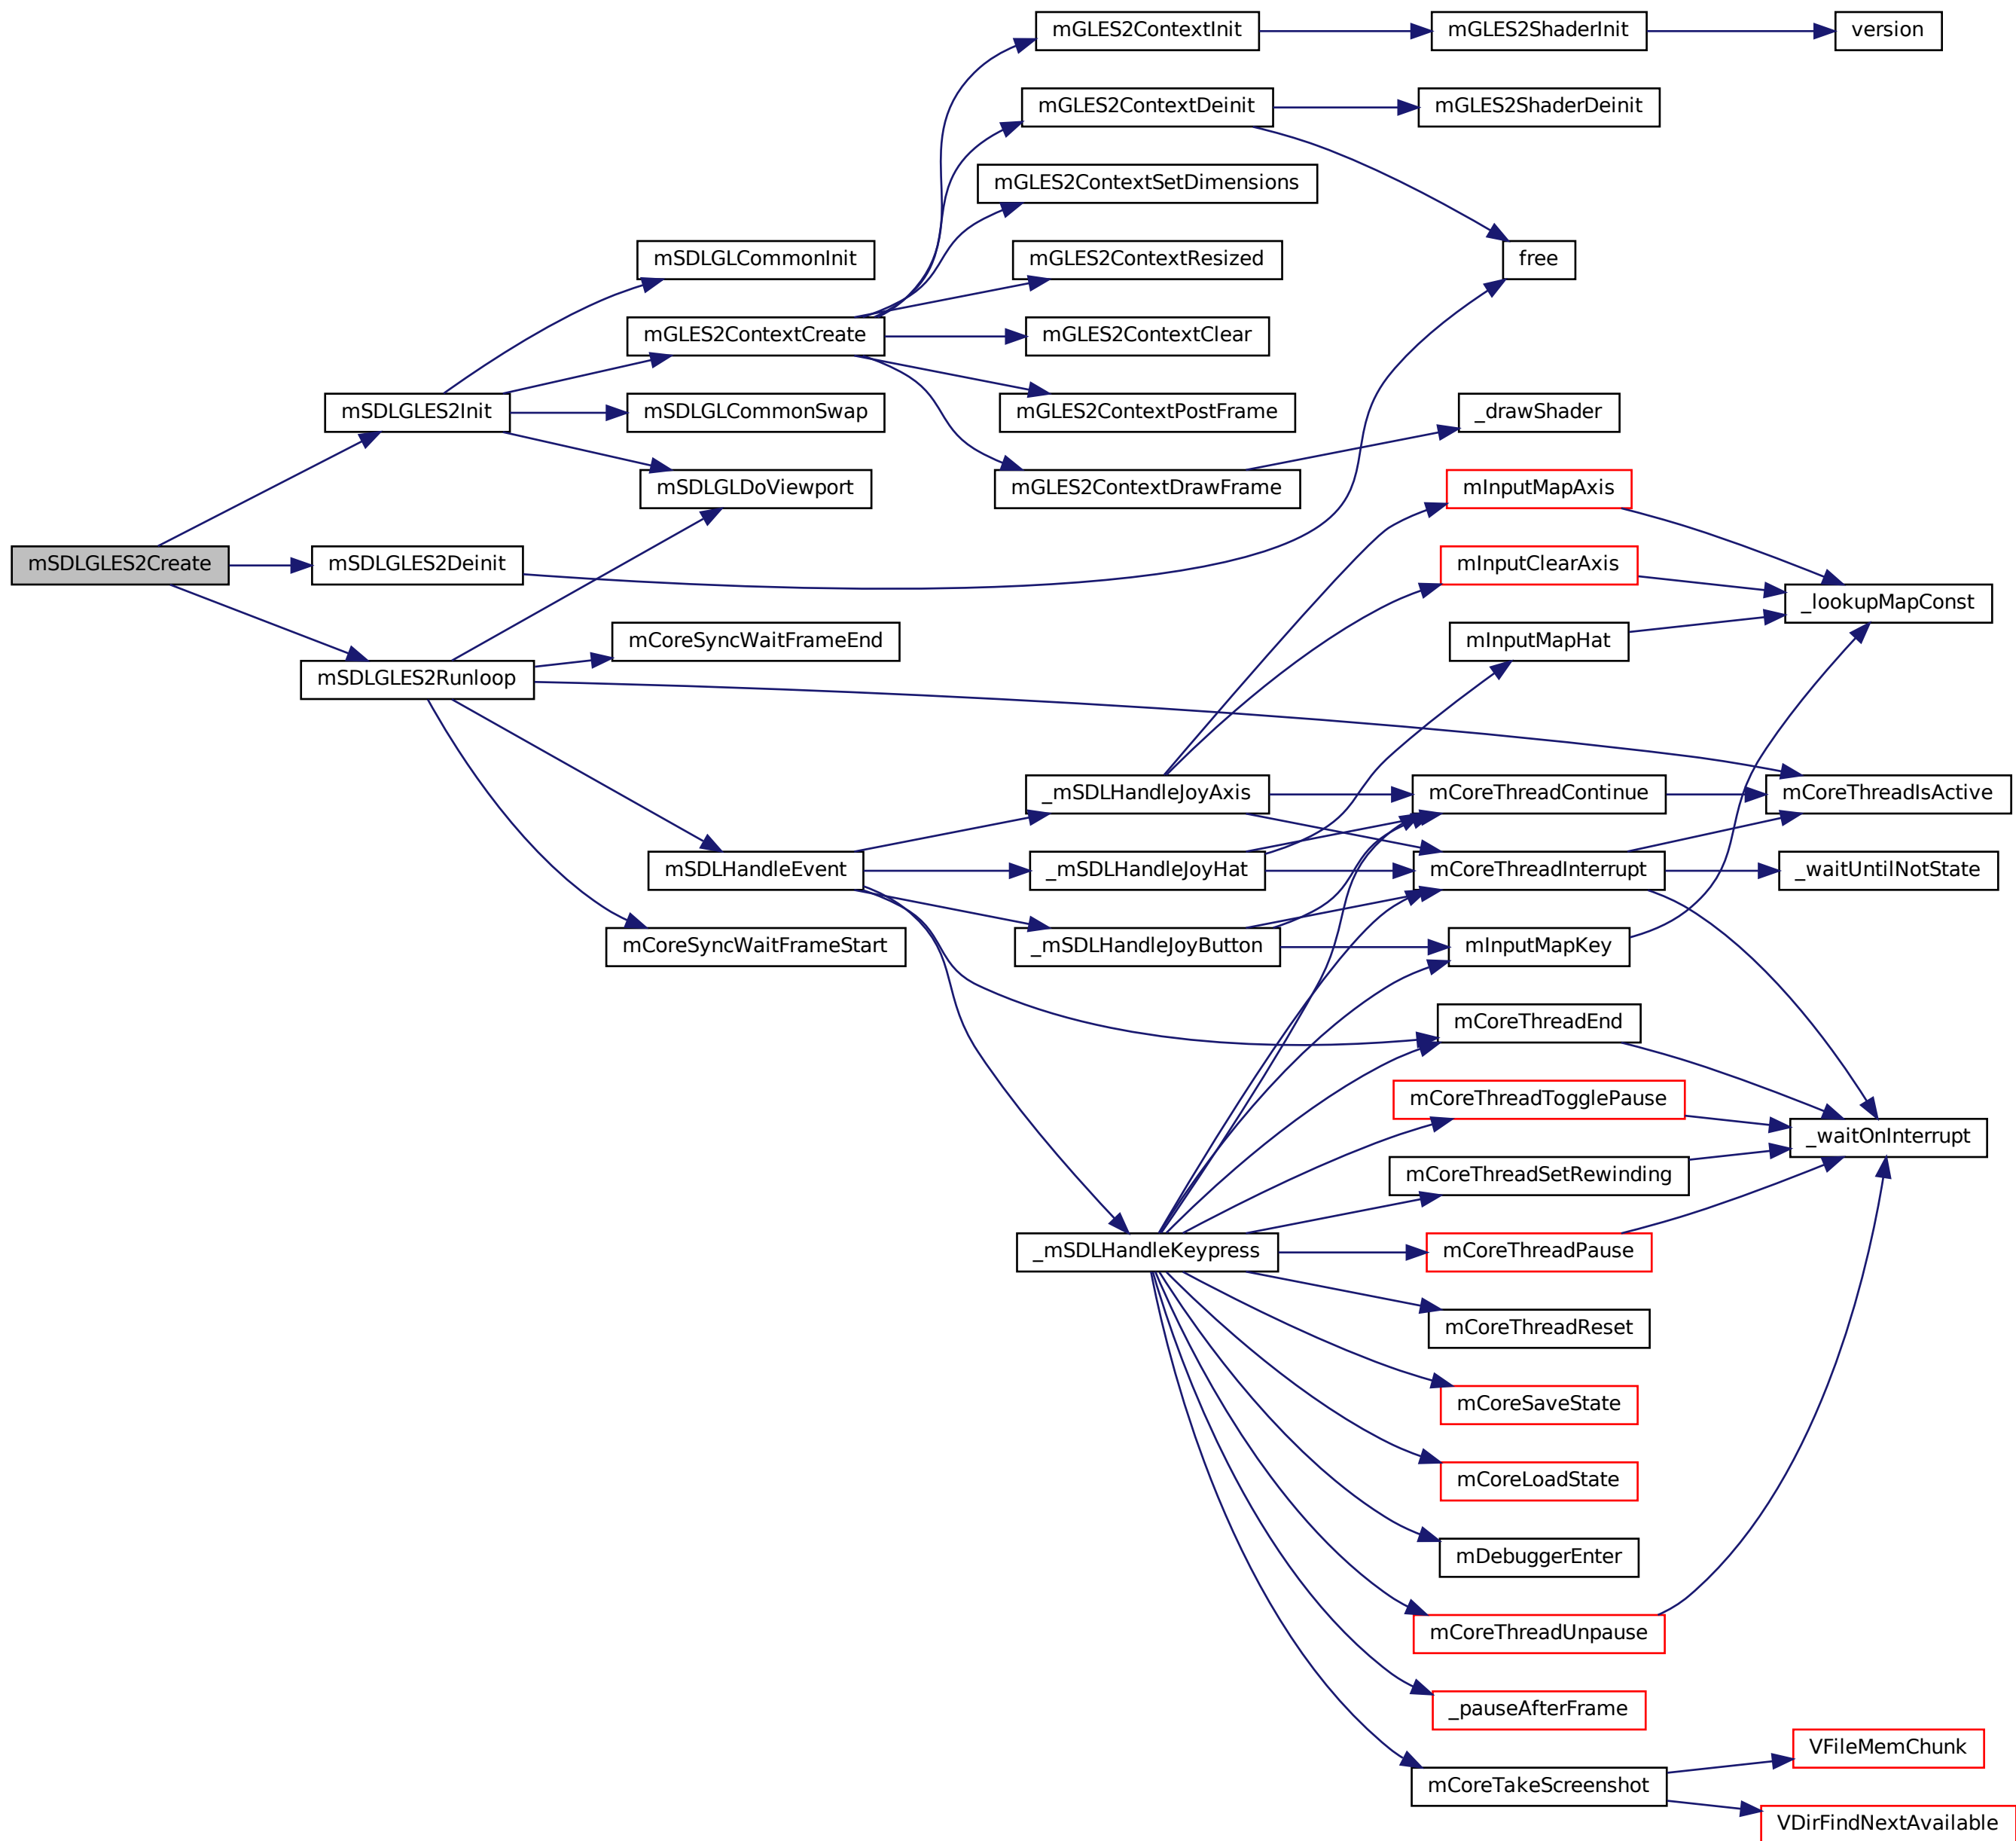 mGLES2ContextInit
mGLES2ShaderInit
version
mGLES2ContextDeinit
mGLES2ShaderDeinit
mGLES2ContextSetDimensions
mSDLGLCommonInit
mGLES2ContextResized
free
mGLES2ContextCreate
mGLES2ContextClear
mSDLGLES2Init
mSDLGLCommonSwap
mGLES2ContextPostFrame
_drawShader
mSDLGLDoViewport
mGLES2ContextDrawFrame
mInputMapAxis
mSDLGLES2Create
mSDLGLES2Deinit
mInputClearAxis
_lookupMapConst
mCoreSyncWaitFrameEnd
mInputMapHat
mSDLGLES2Runloop
_mSDLHandleJoyAxis
mCoreThreadContinue
mCoreThreadIsActive
mSDLHandleEvent
_mSDLHandleJoyHat
mCoreThreadInterrupt
_waitUntilNotState
mCoreSyncWaitFrameStart
_mSDLHandleJoyButton
mInputMapKey
mCoreThreadEnd
mCoreThreadTogglePause
_waitOnInterrupt
mCoreThreadSetRewinding
_mSDLHandleKeypress
mCoreThreadPause
mCoreThreadReset
mCoreSaveState
mCoreLoadState
mDebuggerEnter
mCoreThreadUnpause
_pauseAfterFrame
VFileMemChunk
mCoreTakeScreenshot
VDirFindNextAvailable